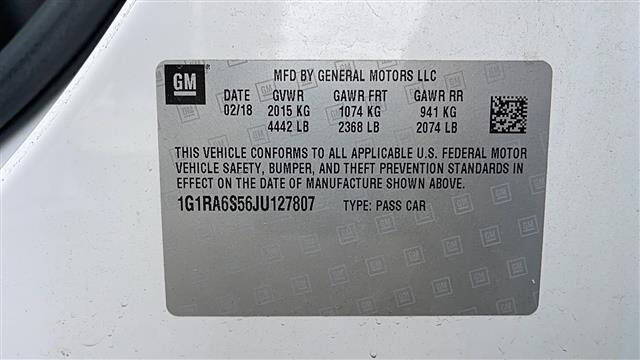 GM MFD BY GENERAL MOTORS LLC
DATE GVWR GAWR FRT GAWR RR
02/18 2015 KG 1074 KG 941 KG
4442 LB 2368 LB 2074 LB
THIS VEHICLE CONFORMS TO ALL APPLICABLE U.S. FEDERAL MOTOR
VEHICLE SAFETY, BUMPER, AND THEFT PREVENTION STANDARDS IN
EFFECT ON THE DATE OF MANUFACTURE SHOWN ABOVE.
1G1RA6S56JU127807 TYPE: PASS CAR